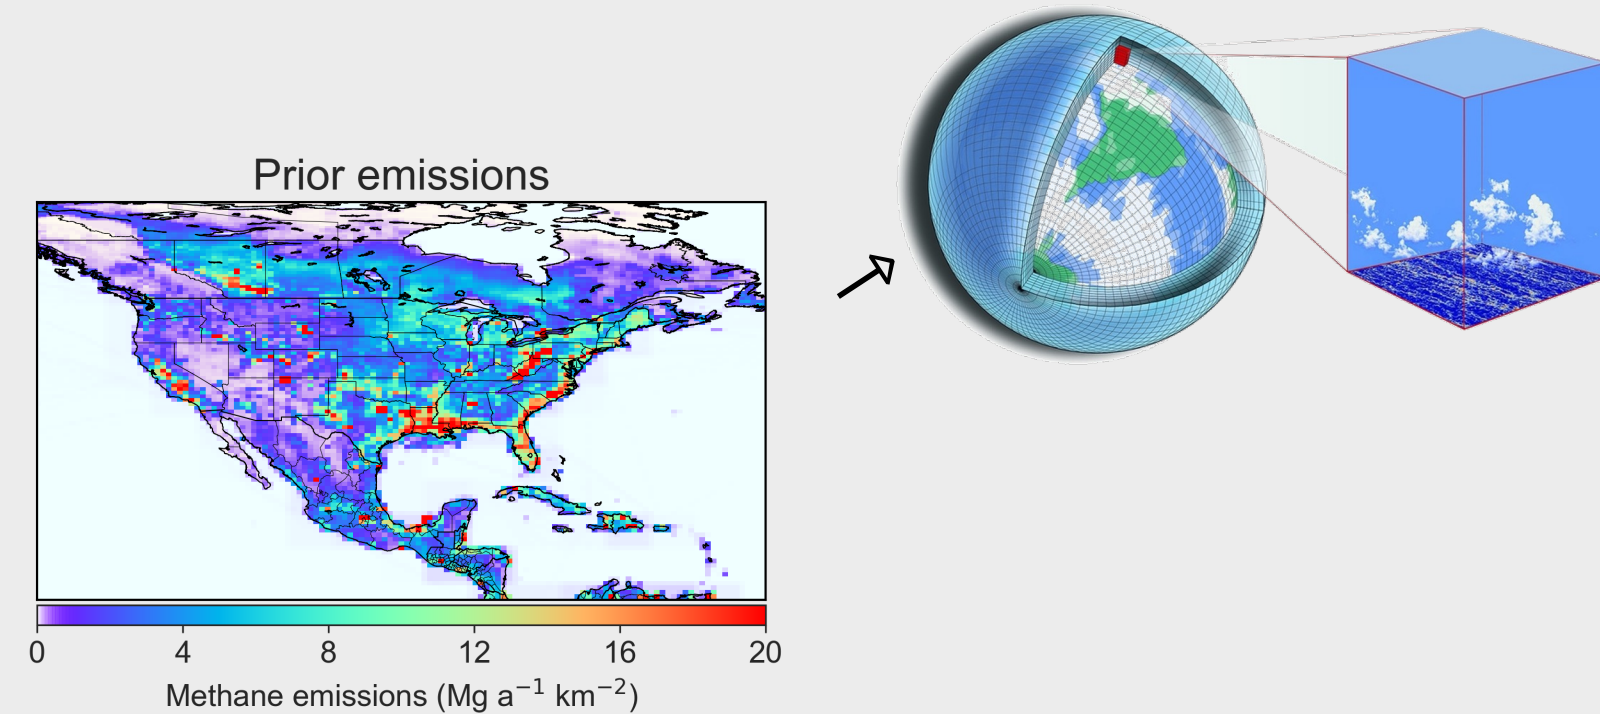 Prior emissions
0 4 8 12 16 20
Methane emissions (Mg a⁻¹ km⁻²)